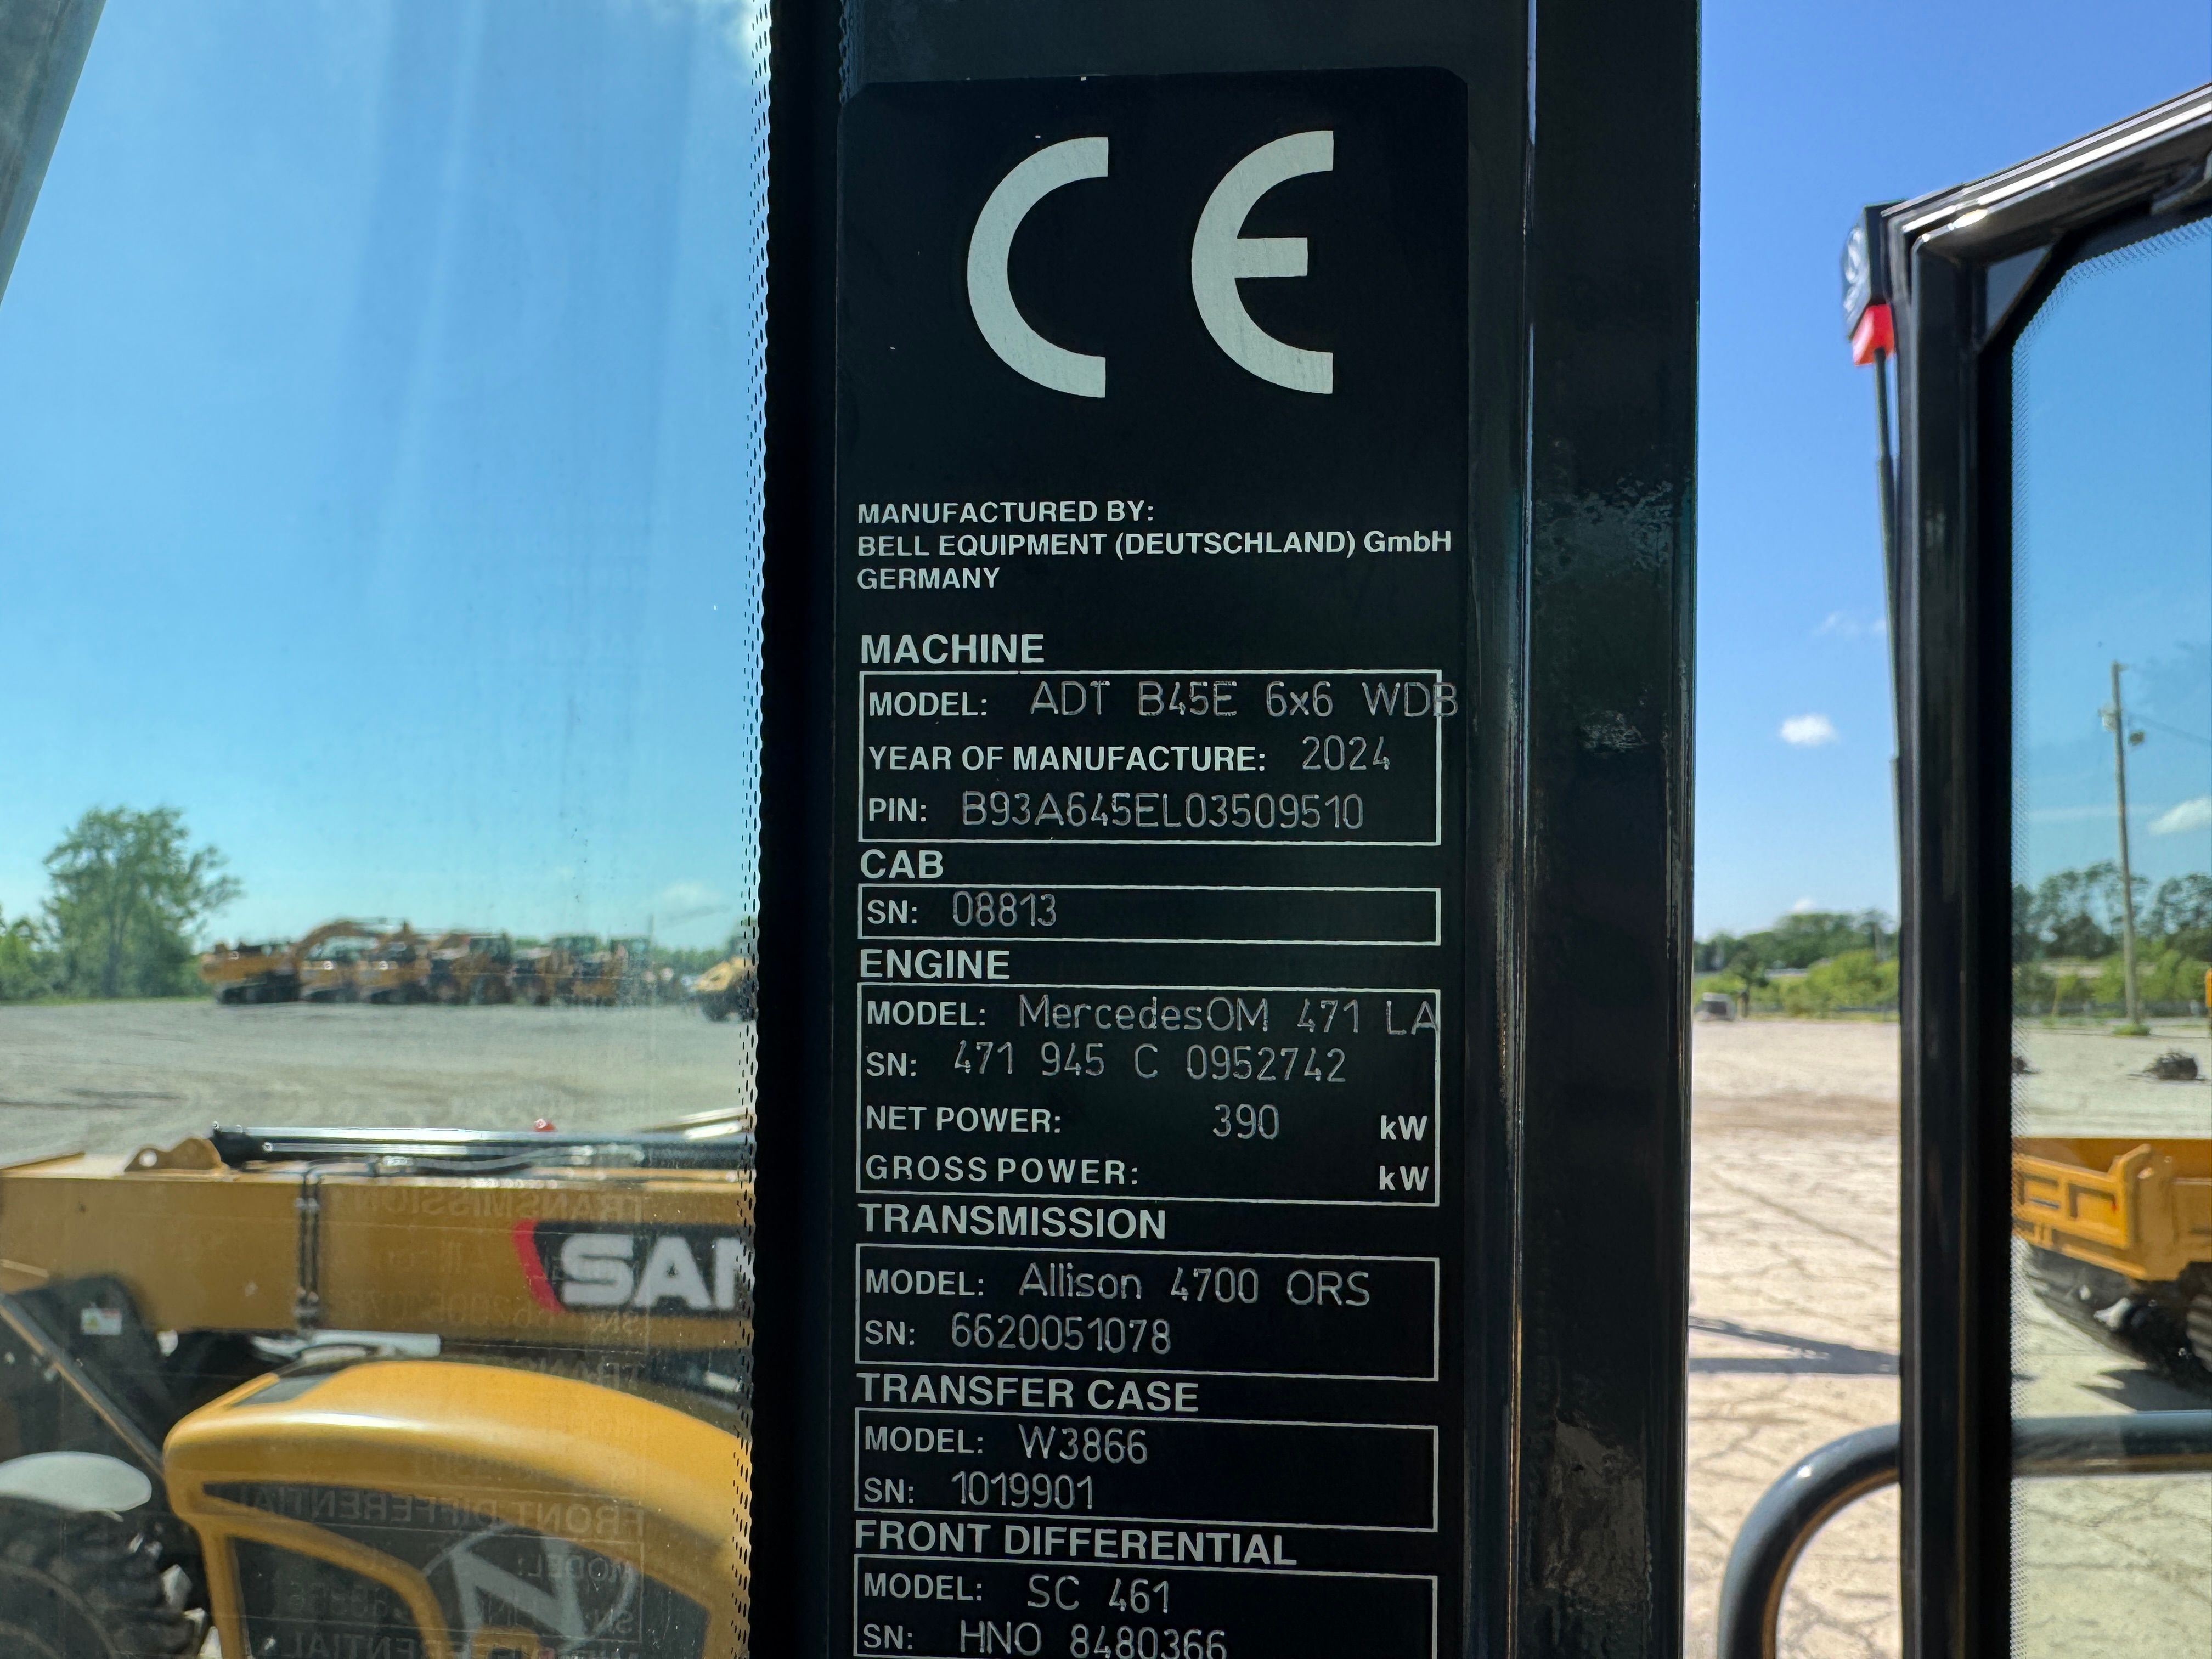 CE
MANUFACTURED BY:
BELL EQUIPMENT (DEUTSCHLAND) GmbH
GERMANY
MACHINE
MODEL: ADT B45E 6x6 WDB
YEAR OF MANUFACTURE: 2024
PIN: B93A645EL03509510
CAB
SN: 08813
ENGINE
MODEL: MercedesOM 471 LA
SN: 471 945 C 0952742
NET POWER: 390 kW
GROSS POWER: kW
TRANSMISSION
MODEL: Allison 4700 ORS
SN: 6620051078
TRANSFER CASE
MODEL: W3866
SN: 1019901
FRONT DIFFERENTIAL
MODEL: SC 461
SN: HNO 8480366